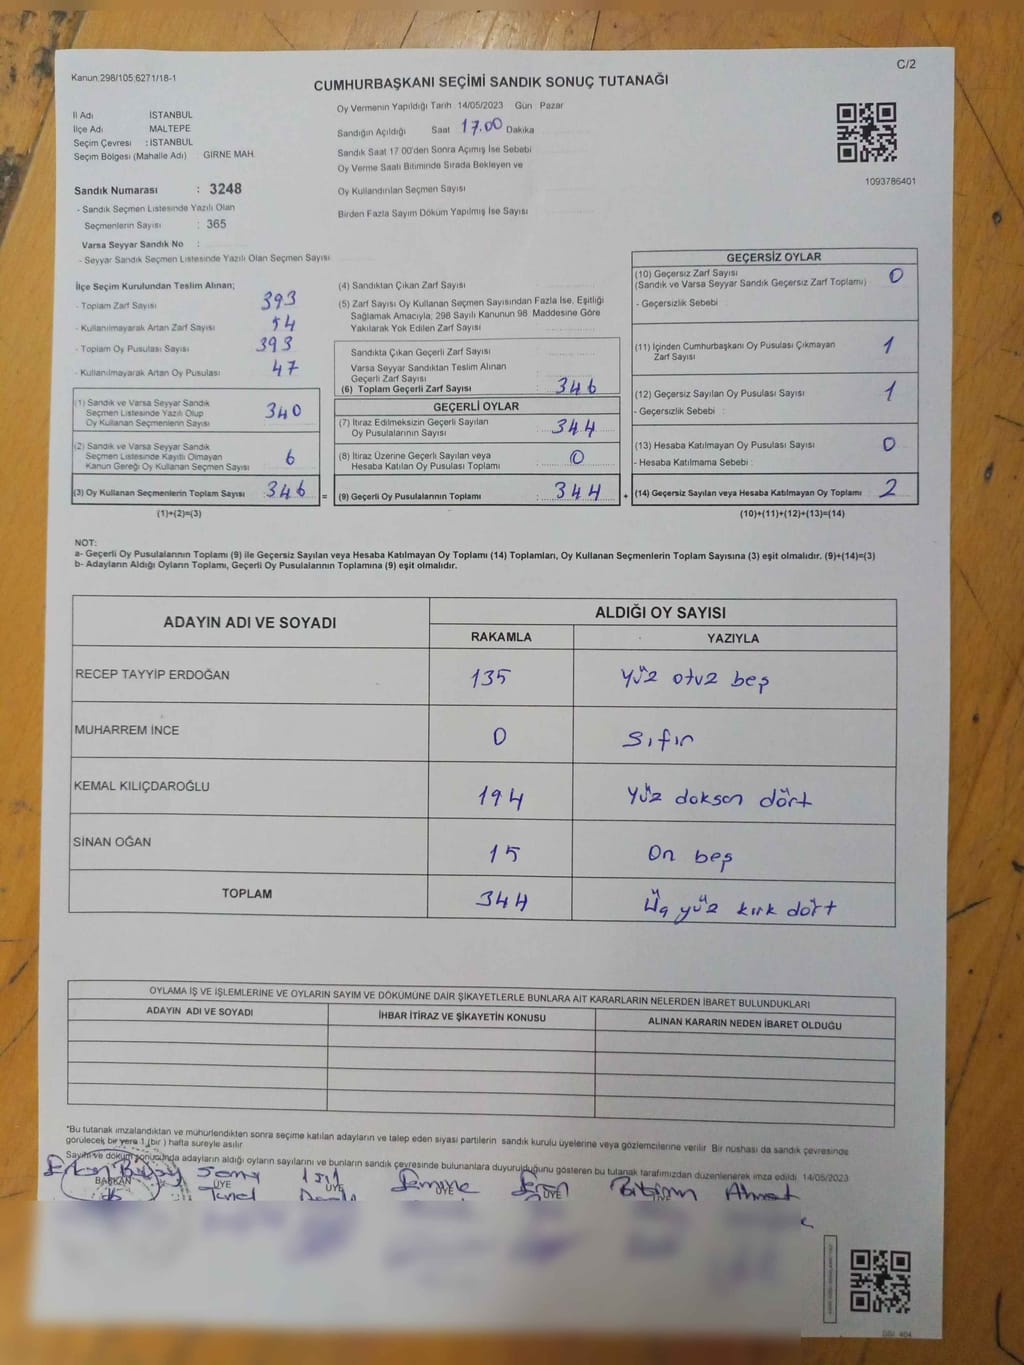 Kanun:298/105;6271/18-1
C/2
CUMHURBAŞKANI SEÇİMİ SANDIK SONUÇ TUTANAĞI
İl Adı İSTANBUL
İlçe Adı MALTEPE
Seçim Çevresi : İSTANBUL
Seçim Bölgesi (Mahalle Adı) GİRNE MAH.
Oy Vermenin Yapıldığı Tarih 14/05/2023 Gün Pazar
Sandığın Açıldığı Saat 17.00 Dakika
Sandık Saat 17 00'den Sonra Açımış İse Sebebi
Oy Verme Saati Bitiminde Sırada Bekleyen ve
Oy Kullandırılan Seçmen Sayısı
Birden Fazla Sayım Döküm Yapılmış İse Sayısı
1093786401
Sandık Numarası : 3248
- Sandık Seçmen Listesinde Yazılı Olan
Seçmenlerin Sayısı : 365
Varsa Seyyar Sandık No :
- Seyyar Sandık Seçmen Listesinde Yazılı Olan Seçmen Sayısı
İlçe Seçim Kurulundan Teslim Alınan;
- Toplam Zarf Sayısı 393
- Kullanılmayarak Artan Zarf Sayısı 54
- Toplam Oy Pusulası Sayısı 393
- Kullanılmayarak Artan Oy Pusulası 47
(1) Sandık ve Varsa Seyyar Sandık
Seçmen Listesinde Yazılı Olup
Oy Kullanan Seçmenlerin Sayısı 340
(2) Sandık ve Varsa Seyyar Sandık
Seçmen Listesinde Kayıtlı Olmayan
Kanun Gereği Oy Kullanan Seçmen Sayısı 6
(3) Oy Kullanan Seçmenlerin Toplam Sayısı : 346 =
(1)+(2)=(3)
(4) Sandıktan Çıkan Zarf Sayısı
(5) Zarf Sayısı Oy Kullanan Seçmen Sayısından Fazla İse, Eşitliği
Sağlamak Amacıyla, 298 Sayılı Kanunun 98 Maddesine Göre
Yakılarak Yok Edilen Zarf Sayısı
Sandıkta Çıkan Geçerli Zarf Sayısı
Varsa Seyyar Sandıktan Teslim Alınan
Geçerli Zarf Sayısı
(6) Toplam Geçerli Zarf Sayısı : 346
GEÇERLİ OYLAR
(7) İtiraz Edilmeksizin Geçerli Sayılan
Oy Pusulalarının Sayısı 344
(8) İtiraz Üzerine Geçerli Sayılan veya
Hesaba Katılan Oy Pusulası Toplamı : 0
(9) Geçerli Oy Pusulalarının Toplamı : 344 +
GEÇERSİZ OYLAR
(10) Geçersiz Zarf Sayısı 0
(Sandık ve Varsa Seyyar Sandık Geçersiz Zarf Toplamı)
- Geçersizlik Sebebi :
(11) İçinden Cumhurbaşkanı Oy Pusulası Çıkmayan
Zarf Sayısı 1
(12) Geçersiz Sayılan Oy Pusulası Sayısı 1
- Geçersizlik Sebebi :
(13) Hesaba Katılmayan Oy Pusulası Sayısı 0
- Hesaba Katılmama Sebebi :
(14) Geçersiz Sayılan veya Hesaba Katılmayan Oy Toplamı 2
(10)+(11)+(12)+(13)=(14)
NOT:
a- Geçerli Oy Pusulalarının Toplamı (9) ile Geçersiz Sayılan veya Hesaba Katılmayan Oy Toplamı (14) Toplamları, Oy Kullanan Seçmenlerin Toplam Sayısına (3) eşit olmalıdır. (9)+(14)=(3)
b- Adayların Aldığı Oyların Toplamı, Geçerli Oy Pusulalarının Toplamına (9) eşit olmalıdır.
ADAYIN ADI VE SOYADI
ALDIĞI OY SAYISI
RAKAMLA YAZIYLA
RECEP TAYYİP ERDOĞAN 135 Yüz otuz beş
MUHARREM İNCE 0 Sıfır
KEMAL KILIÇDAROĞLU 194 Yüz doksan dört
SİNAN OĞAN 15 On beş
TOPLAM 344 Üç yüz kırk dört
OYLAMA İŞ VE İŞLEMLERİNE VE OYLARIN SAYIM VE DÖKÜMÜNE DAİR ŞİKAYETLERLE BUNLARA AİT KARARLARIN NELERDEN İBARET BULUNDUKLARI
ADAYIN ADI VE SOYADI İHBAR İTİRAZ VE ŞİKAYETİN KONUSU ALINAN KARARIN NEDEN İBARET OLDUĞU
*Bu tutanak imzalandıktan ve mühürlendikten sonra seçime katılan adayların ve talep eden siyasi partilerin sandık kurulu üyelerine veya gözlemcilerine verilir Bir nüshası da sandık çevresinde
görülecek bir yere 1 (bir) hafta süreyle asılır
Sayım ve döküm sonucunda adayların aldığı oyların sayılarını ve bunların sandık çevresinde bulunanlara duyurulduğunu gösteren bu tutanak tarafımızdan düzenlenerek imza edildi 14/05/2023
BAŞKAN ÜYE ÜYE ÜYE ÜYE
Ahmet